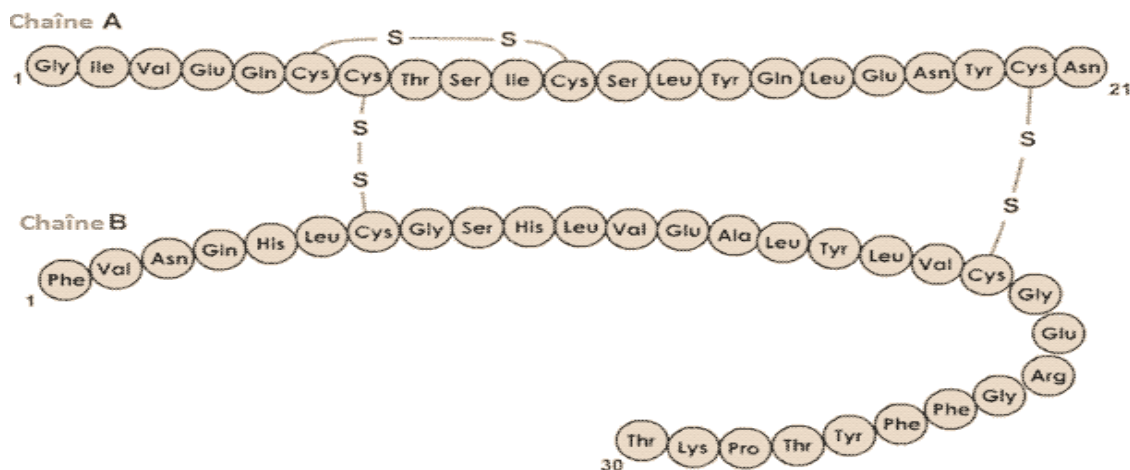 Chaîne A
S S
Gly Ile Val Glu Gln Cys Cys Thr Ser Ile Cys Ser Leu Tyr Gln Leu Glu Asn Tyr Cys Asn
1 21
S S
S S
Chaîne B
Phe Val Asn Gln His Leu Cys Gly Ser His Leu Val Glu Ala Leu Tyr Leu Val Cys Gly
1
Glu
Arg
Thr Lys Pro Thr Tyr Phe Phe Gly
30